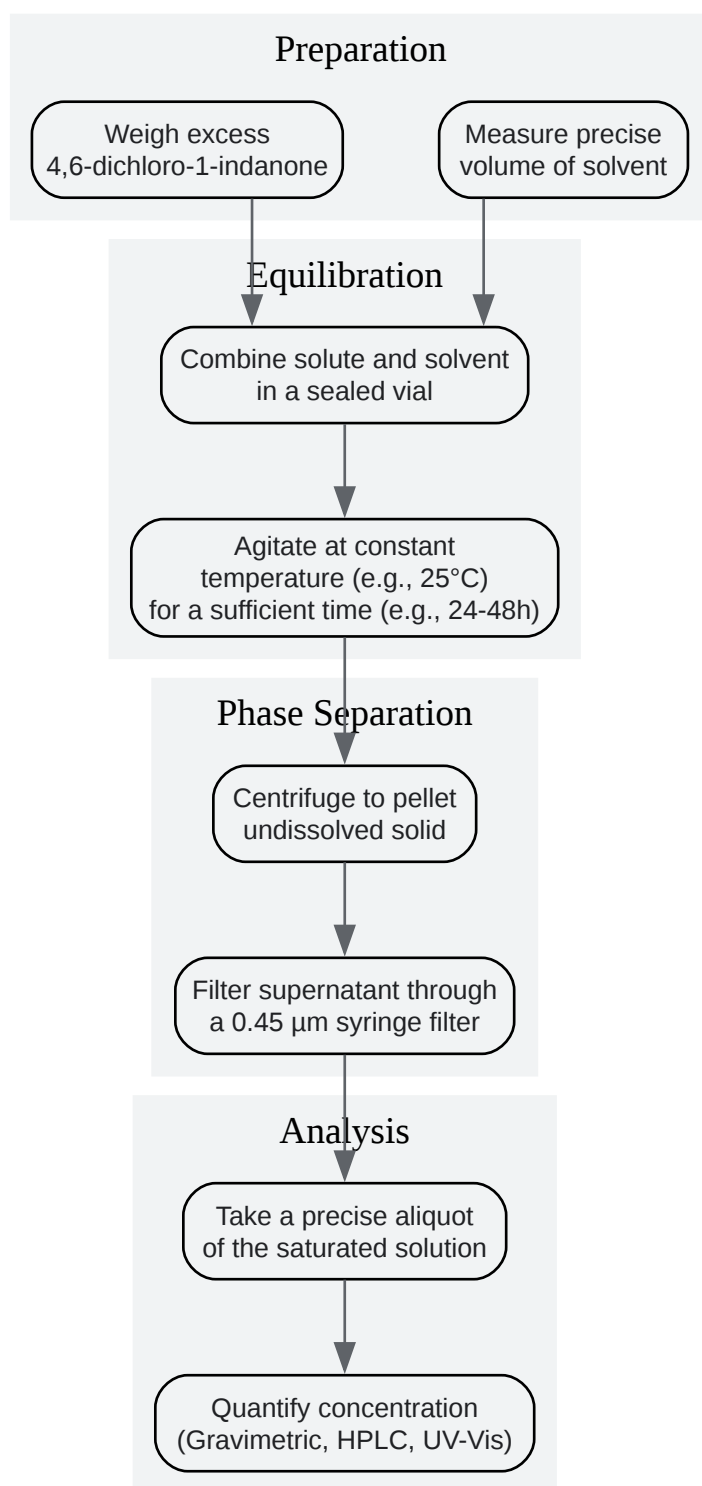 Preparation
Weigh excess
4,6-dichloro-1-indanone
Measure precise
volume of solvent
Equilibration
Combine solute and solvent
in a sealed vial
Agitate at constant
temperature (e.g., 25°C)
for a sufficient time (e.g., 24-48h)
Phase Separation
Centrifuge to pellet
undissolved solid
Filter supernatant through
a 0.45 µm syringe filter
Analysis
Take a precise aliquot
of the saturated solution
Quantify concentration
(Gravimetric, HPLC, UV-Vis)